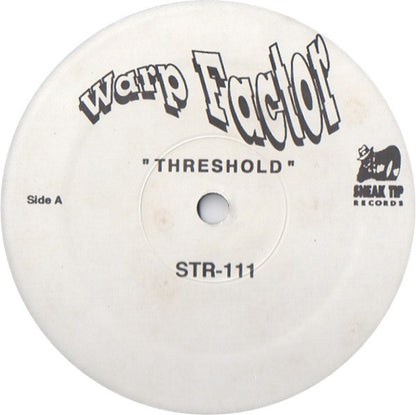 Warp Factor
"THRESHOLD"
Side A
SNEAK TIP
RECORDS
STR-111